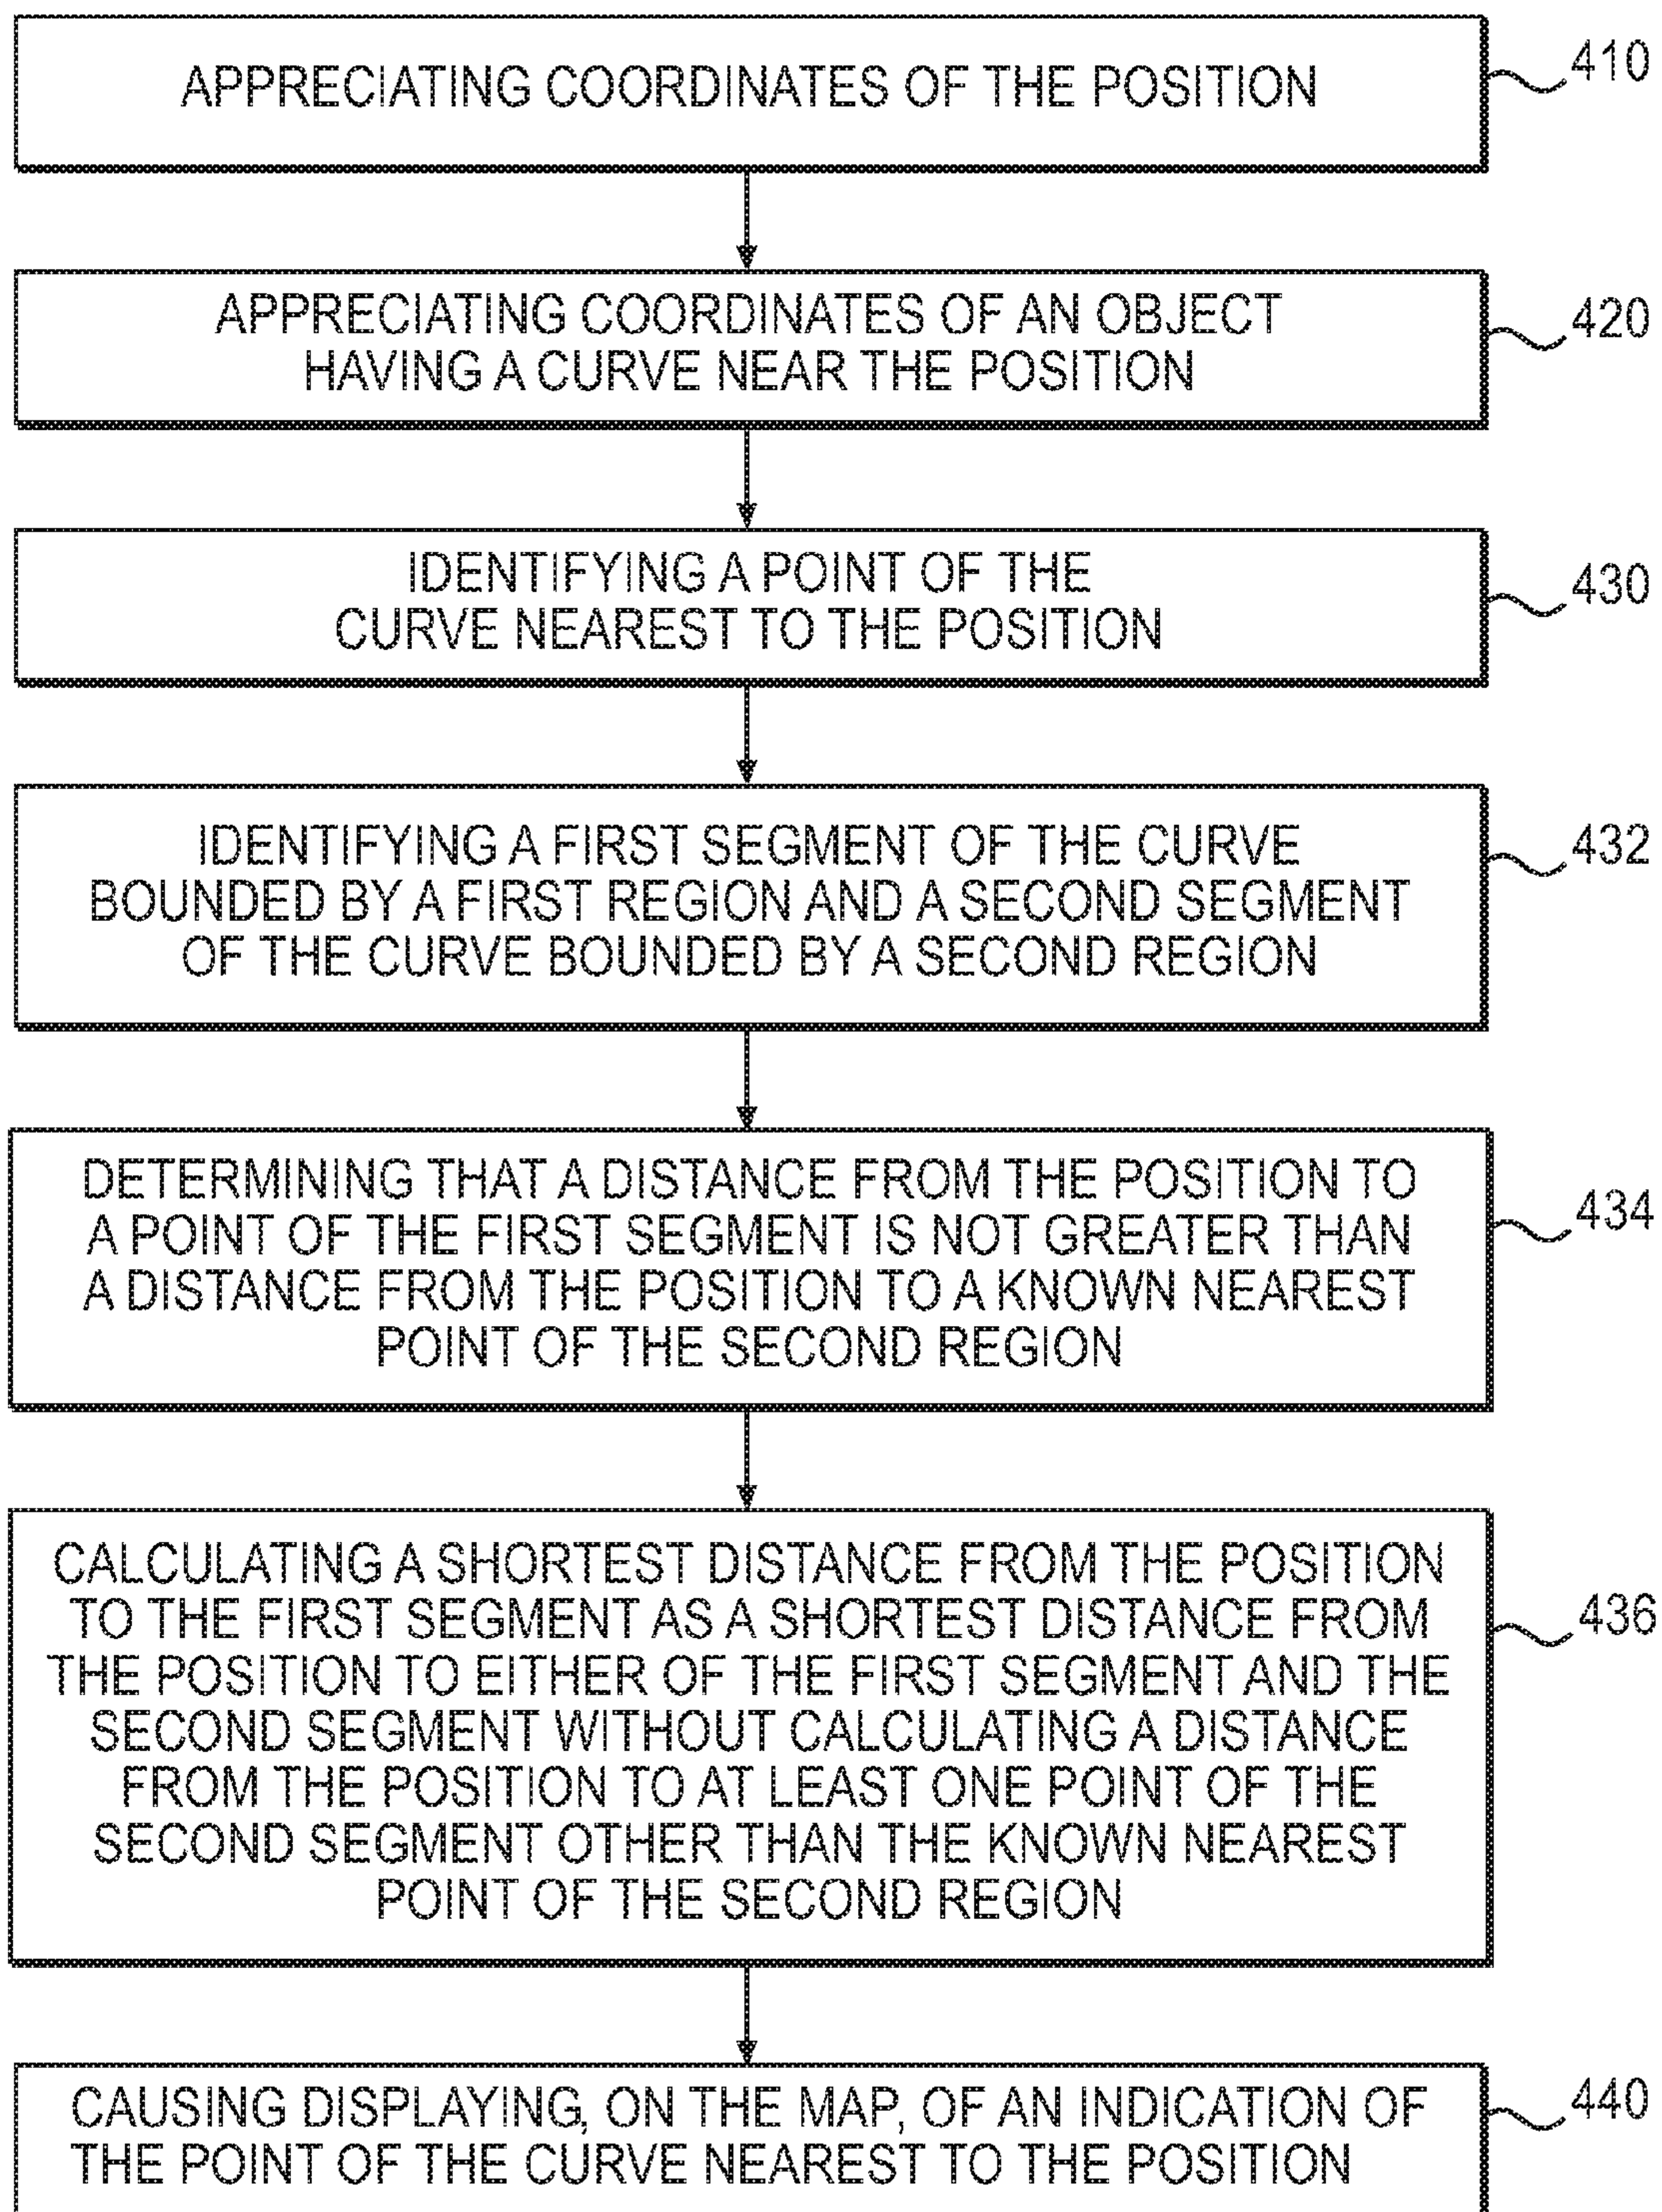 APPRECIATING COORDINATES OF THE POSITION
410
APPRECIATING COORDINATES OF AN OBJECT
HAVING A CURVE NEAR THE POSITION
420
IDENTIFYING A POINT OF THE
CURVE NEAREST TO THE POSITION
430
IDENTIFYING A FIRST SEGMENT OF THE CURVE
BOUNDED BY A FIRST REGION AND A SECOND SEGMENT
OF THE CURVE BOUNDED BY A SECOND REGION
432
DETERMINING THAT A DISTANCE FROM THE POSITION TO
A POINT OF THE FIRST SEGMENT IS NOT GREATER THAN
A DISTANCE FROM THE POSITION TO A KNOWN NEAREST
POINT OF THE SECOND REGION
434
CALCULATING A SHORTEST DISTANCE FROM THE POSITION
TO THE FIRST SEGMENT AS A SHORTEST DISTANCE FROM
THE POSITION TO EITHER OF THE FIRST SEGMENT AND THE
SECOND SEGMENT WITHOUT CALCULATING A DISTANCE
FROM THE POSITION TO AT LEAST ONE POINT OF THE
SECOND SEGMENT OTHER THAN THE KNOWN NEAREST
POINT OF THE SECOND REGION
436
CAUSING DISPLAYING, ON THE MAP, OF AN INDICATION OF
THE POINT OF THE CURVE NEAREST TO THE POSITION
440